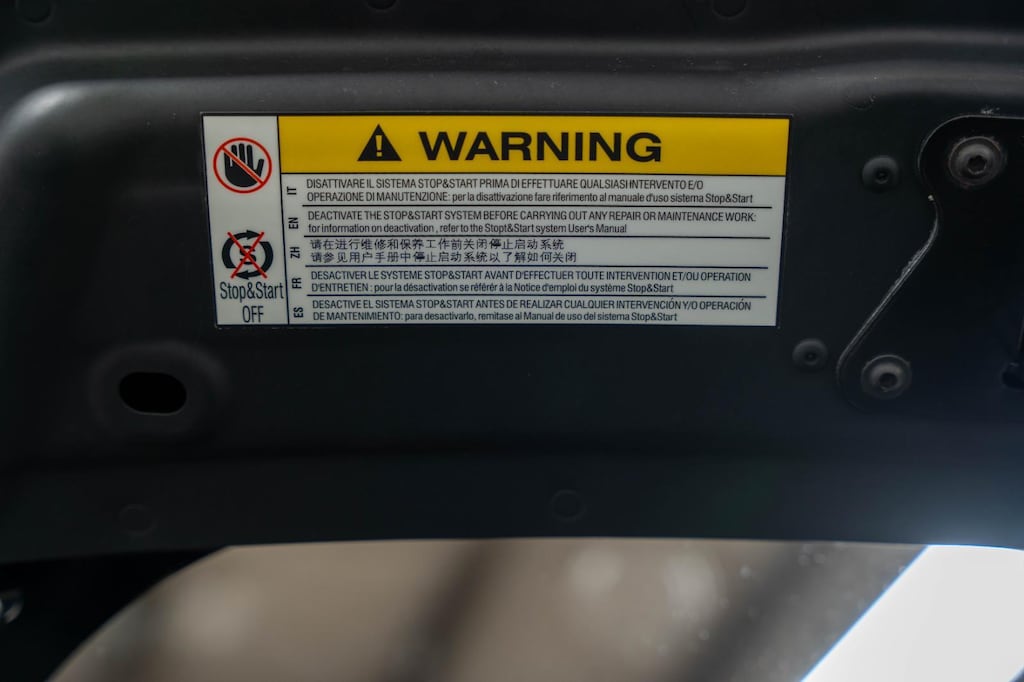 WARNING
IT
DISATTIVARE IL SISTEMA STOP&START PRIMA DI EFFETTUARE QUALSIASI INTERVENTO E/O
OPERAZIONE DI MANUTENZIONE: per la disattivazione fare riferimento al manuale d'uso sistema Stop&Start
EN
DEACTIVATE THE STOP&START SYSTEM BEFORE CARRYING OUT ANY REPAIR OR MAINTENANCE WORK:
for information on deactivation, refer to the Stopt&Start system User's Manual
ZH
请在进行维修和保养工作前关闭停止启动系统
请参见用户手册中停止启动系统以了解如何关闭
FR
DESACTIVER LE SYSTEME STOP&START AVANT D'EFFECTUER TOUTE INTERVENTION ET/OU OPERATION
D'ENTRETIEN : pour la désactivation se référér à la Notice d'emploi du système Stop&Start
ES
DESACTIVE EL SISTEMA STOP&START ANTES DE REALIZAR CUALQUIER INTERVENCIÓN Y/O OPERACIÓN
DE MANTENIMIENTO: para desactivarlo, remitase al Manual de uso del sistema Stop&Start
S
Stop&Start
OFF